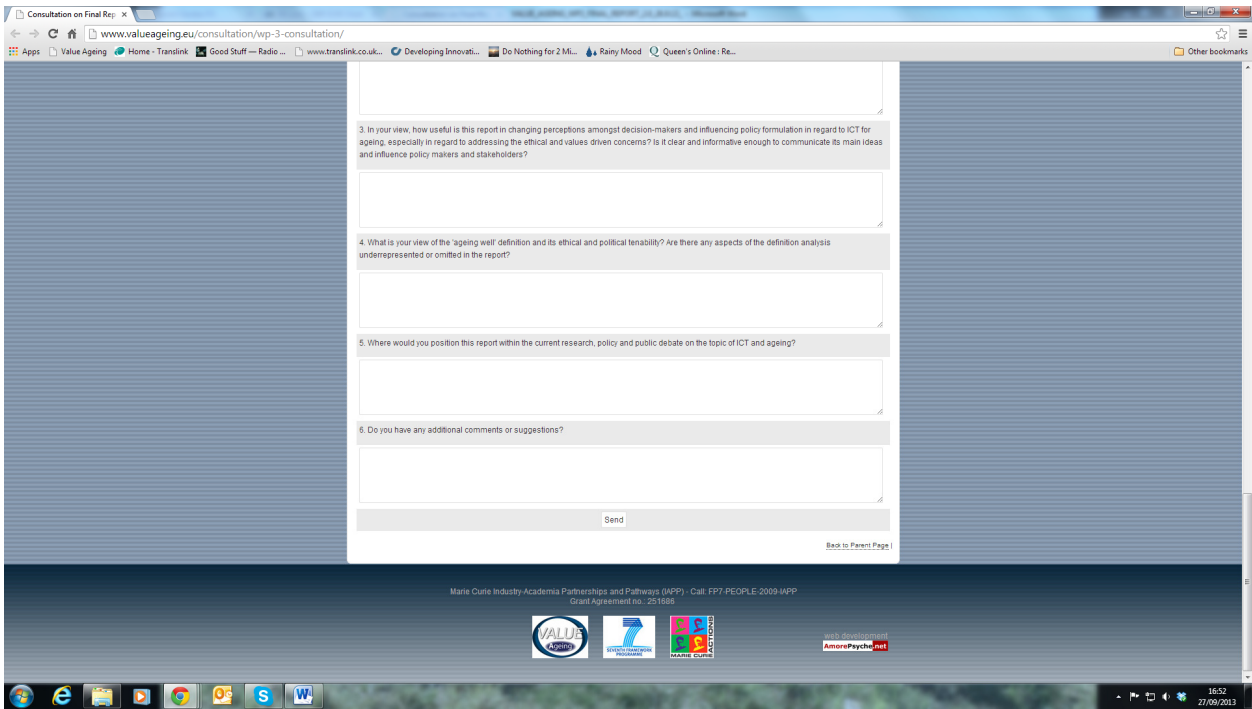 Consultation on Final Rep ×
www.valueageing.eu/consultation/wp-3-consultation/
Apps Value Ageing Home - Translink Good Stuff — Radio ... www.translink.co.uk... Developing Innovati... Do Nothing for 2 Mi... Rainy Mood Queen's Online : Re... Other bookmarks
3. In your view, how useful is this report in changing perceptions amongst decision-makers and influencing policy formulation in regard to ICT for
ageing, especially in regard to addressing the ethical and values driven concerns? Is it clear and informative enough to communicate its main ideas
and influence policy makers and stakeholders?
4. What is your view of the 'ageing well' definition and its ethical and political tenability? Are there any aspects of the definition analysis
underrepresented or omitted in the report?
5. Where would you position this report within the current research, policy and public debate on the topic of ICT and ageing?
6. Do you have any additional comments or suggestions?
Send
Back to Parent Page |
Marie Curie Industry-Academia Partnerships and Pathways (IAPP) - Call: FP7-PEOPLE-2009-IAPP
Grant Agreement no.: 251686
VALUE
Ageing
SEVENTH FRAMEWORK
PROGRAMME
MARIE CURIE
ACTIONS
web development
AmorePsyche.net
16:52
27/09/2013